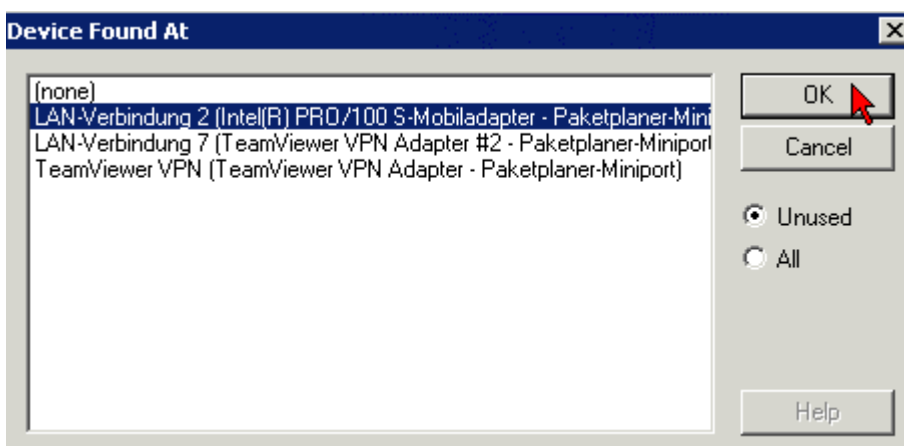 Device Found At
(none)
LAN-Verbindung 2 (Intel(R) PRO/100 S-Mobiladapter - Paketplaner-Mini
LAN-Verbindung 7 (TeamViewer VPN Adapter #2 - Paketplaner-Miniport
TeamViewer VPN (TeamViewer VPN Adapter - Paketplaner-Miniport)
OK
Cancel
Unused
All
Help